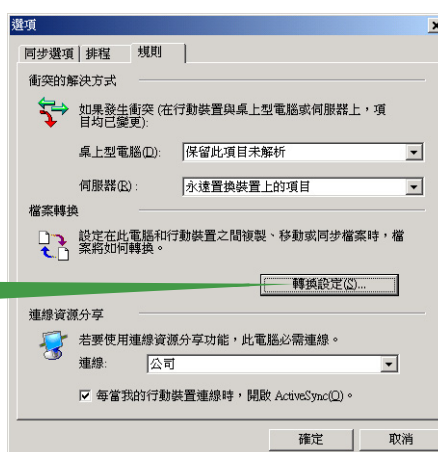 選項
同步選項 排程 規則
衝突的解決方式
如果發生衝突 (在行動裝置與桌上型電腦或伺服器上,項
目均已變更):
桌上型電腦(D): 保留此項目未解析
伺服器(R): 永遠置換裝置上的項目
檔案轉換
設定在此電腦和行動裝置之間複製、移動或同步檔案時,檔
案將如何轉換。
轉換設定(S)...
連線資源分享
若要使用連線資源分享功能,此電腦必需連線。
連線: 公司
每當我的行動裝置連線時,開啟 ActiveSync(O)。
確定 取消